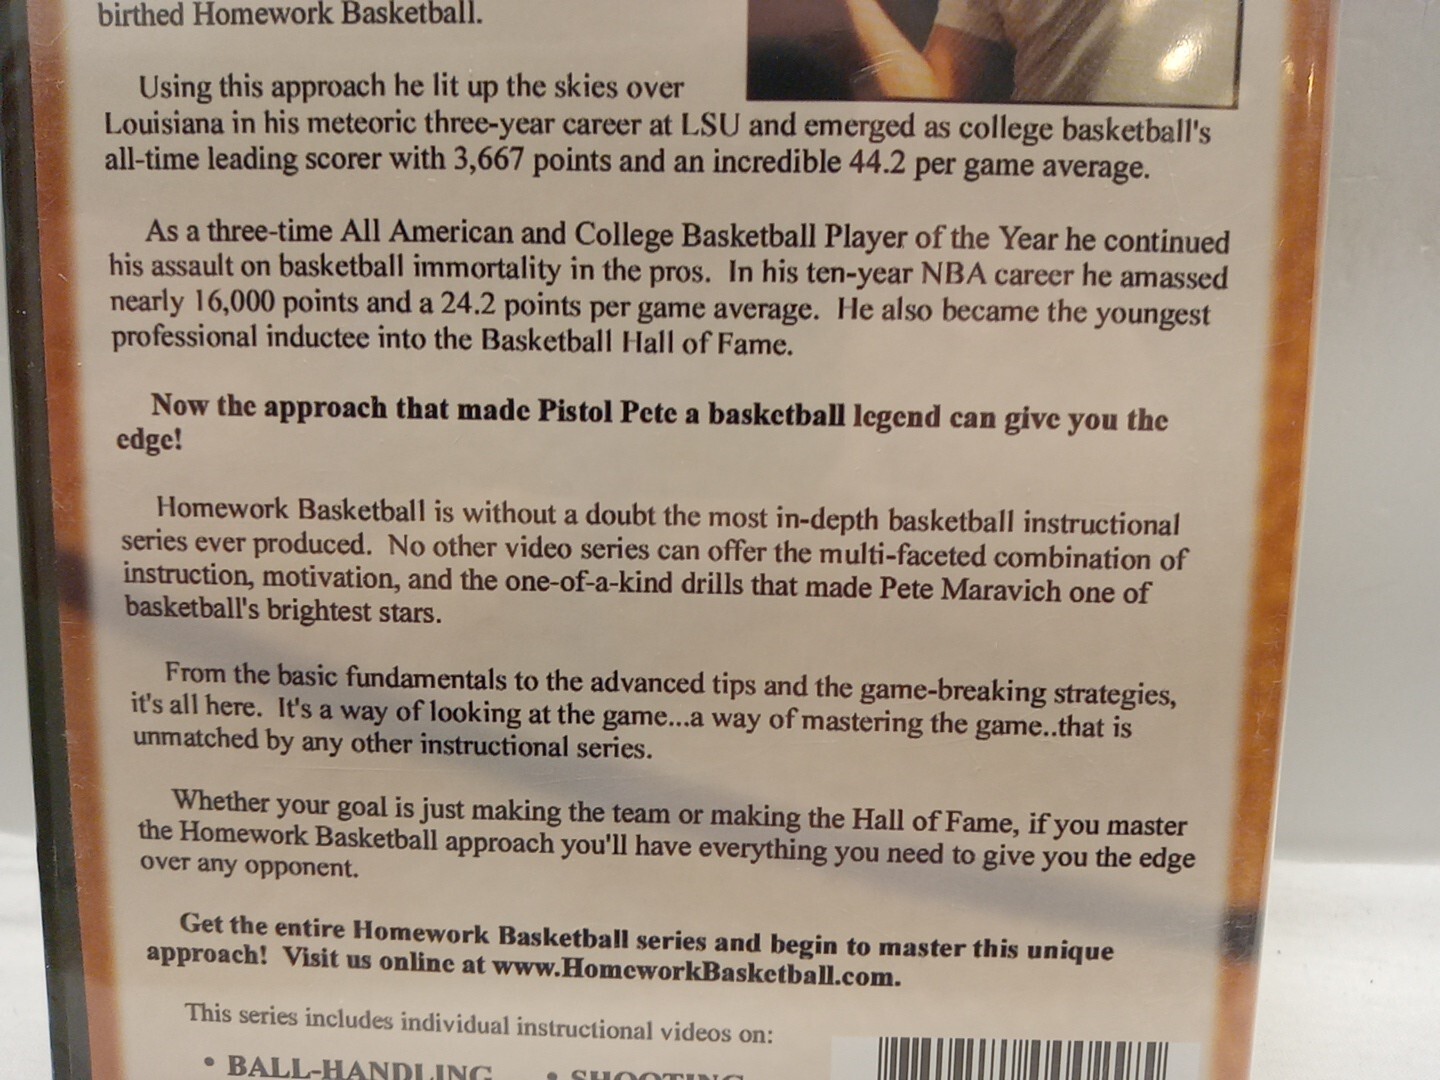 birthed Homework Basketball.
Using this approach he lit up the skies over
Louisiana in his meteoric three-year career at LSU and emerged as college basketball's
all-time leading scorer with 3,667 points and an incredible 44.2 per game average.
As a three-time All American and College Basketball Player of the Year he continued
his assault on basketball immortality in the pros. In his ten-year NBA career he amassed
nearly 16,000 points and a 24.2 points per game average. He also became the youngest
professional inductee into the Basketball Hall of Fame.
Now the approach that made Pistol Pete a basketball legend can give you the
edge!
Homework Basketball is without a doubt the most in-depth basketball instructional
series ever produced. No other video series can offer the multi-faceted combination of
instruction, motivation, and the one-of-a-kind drills that made Pete Maravich one of
basketball's brightest stars.
From the basic fundamentals to the advanced tips and the game-breaking strategies,
it's all here. It's a way of looking at the game...a way of mastering the game..that is
unmatched by any other instructional series.
Whether your goal is just making the team or making the Hall of Fame, if you master
the Homework Basketball approach you'll have everything you need to give you the edge
over any opponent.
Get the entire Homework Basketball series and begin to master this unique
approach! Visit us online at www.HomeworkBasketball.com.
This series includes individual instructional videos on:
• BALL-HANDLING • SHOOTING